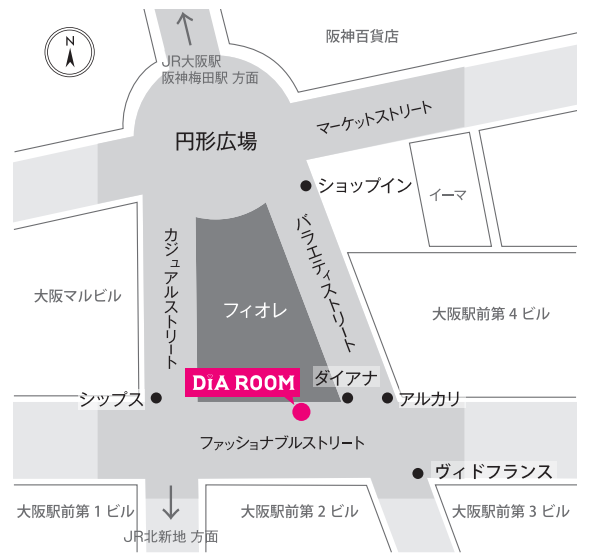 N
阪神百貨店
JR大阪駅
阪神梅田駅 方面
円形広場
マーケットストリート
ショップイン
イーマ
カジュアルストリート
バラエティストリート
大阪マルビル
フィオレ
大阪駅前第4ビル
DiA ROOM
ダイアナ
シップス
アルカリ
ファッショナブルストリート
ヴィドフランス
大阪駅前第1ビル
大阪駅前第2ビル
大阪駅前第3ビル
JR北新地 方面